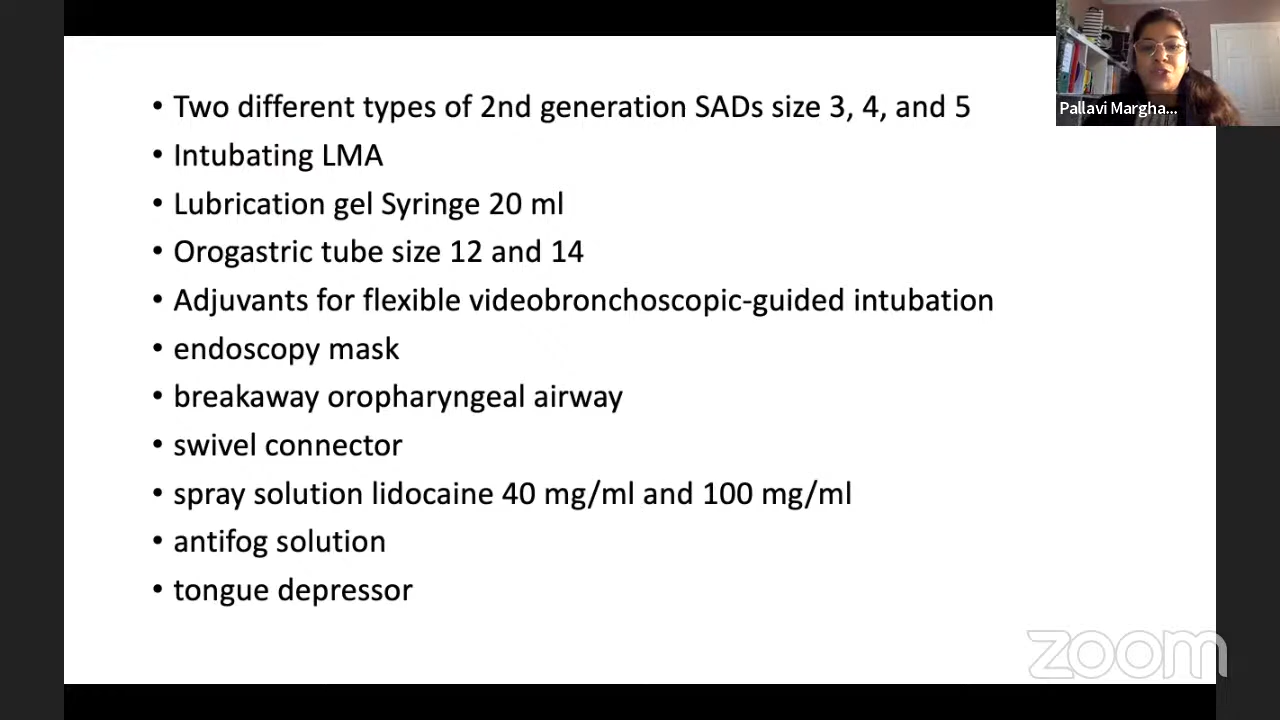 • Two different types of 2nd generation SADs size 3, 4, and 5
• Intubating LMA
• Lubrication gel Syringe 20 ml
• Orogastric tube size 12 and 14
• Adjuvants for flexible videobronchoscopic-guided intubation
• endoscopy mask
• breakaway oropharyngeal airway
• swivel connector
• spray solution lidocaine 40 mg/ml and 100 mg/ml
• antifog solution
• tongue depressor
Pallavi Margha...
zoom